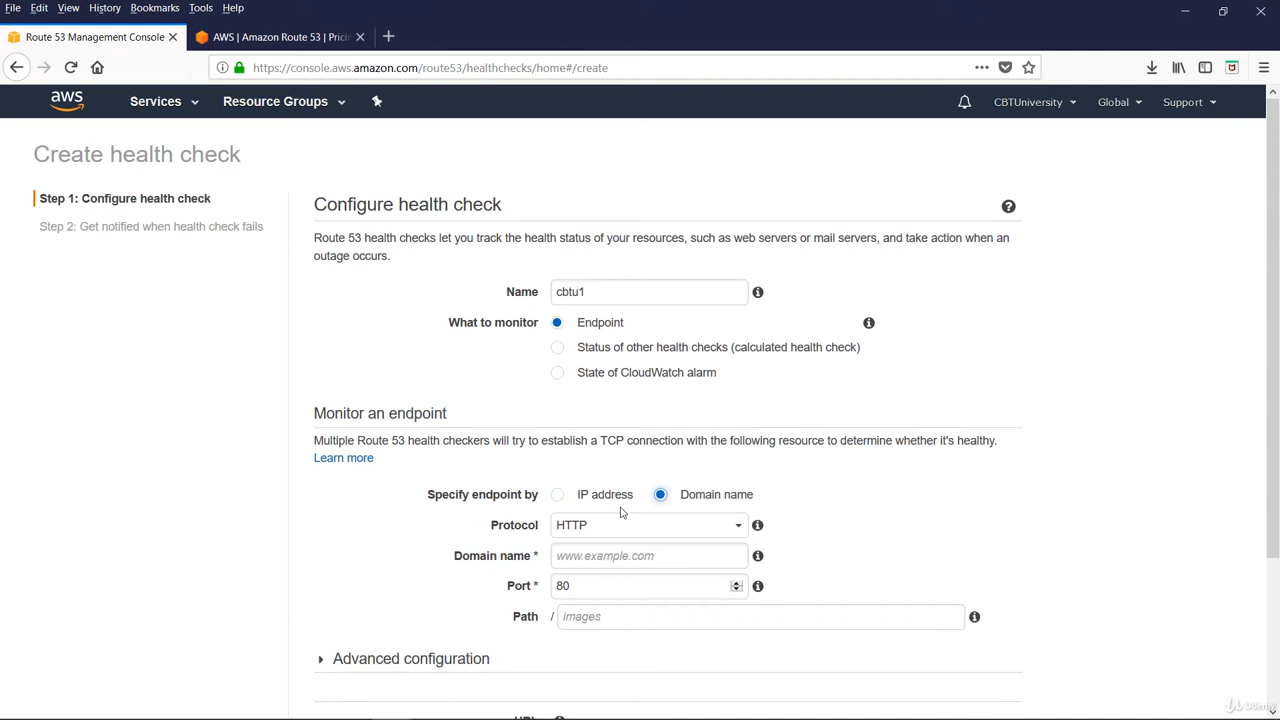 File Edit View History Bookmarks Tools Help
Route 53 Management Console
AWS | Amazon Route 53 | Pricin
https://console.aws.amazon.com/route53/healthchecks/home#/create
aws Services Resource Groups CBTUniversity Global Support
Create health check
Step 1: Configure health check
Step 2: Get notified when health check fails
Configure health check
Route 53 health checks let you track the health status of your resources, such as web servers or mail servers, and take action when an
outage occurs.
Name cbtu1
What to monitor Endpoint
Status of other health checks (calculated health check)
State of CloudWatch alarm
Monitor an endpoint
Multiple Route 53 health checkers will try to establish a TCP connection with the following resource to determine whether it's healthy.
Learn more
Specify endpoint by IP address Domain name
Protocol HTTP
Domain name * www.example.com
Port * 80
Path / images
Advanced configuration
Udemy